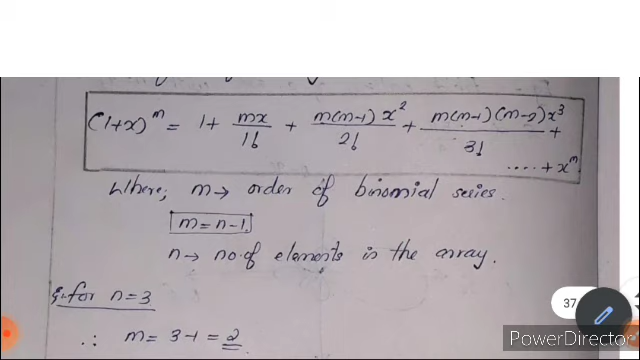 (1+x)^m = 1 + mx/1! + m(m-1)x^2/2! + m(m-1)(m-2)x^3/3! +
.... + x^m
Where; m → order of binomial series.
m = n-1.
n → no. of elements in the array.
for n=3
∴ m = 3-1 = 2
37
PowerDirector